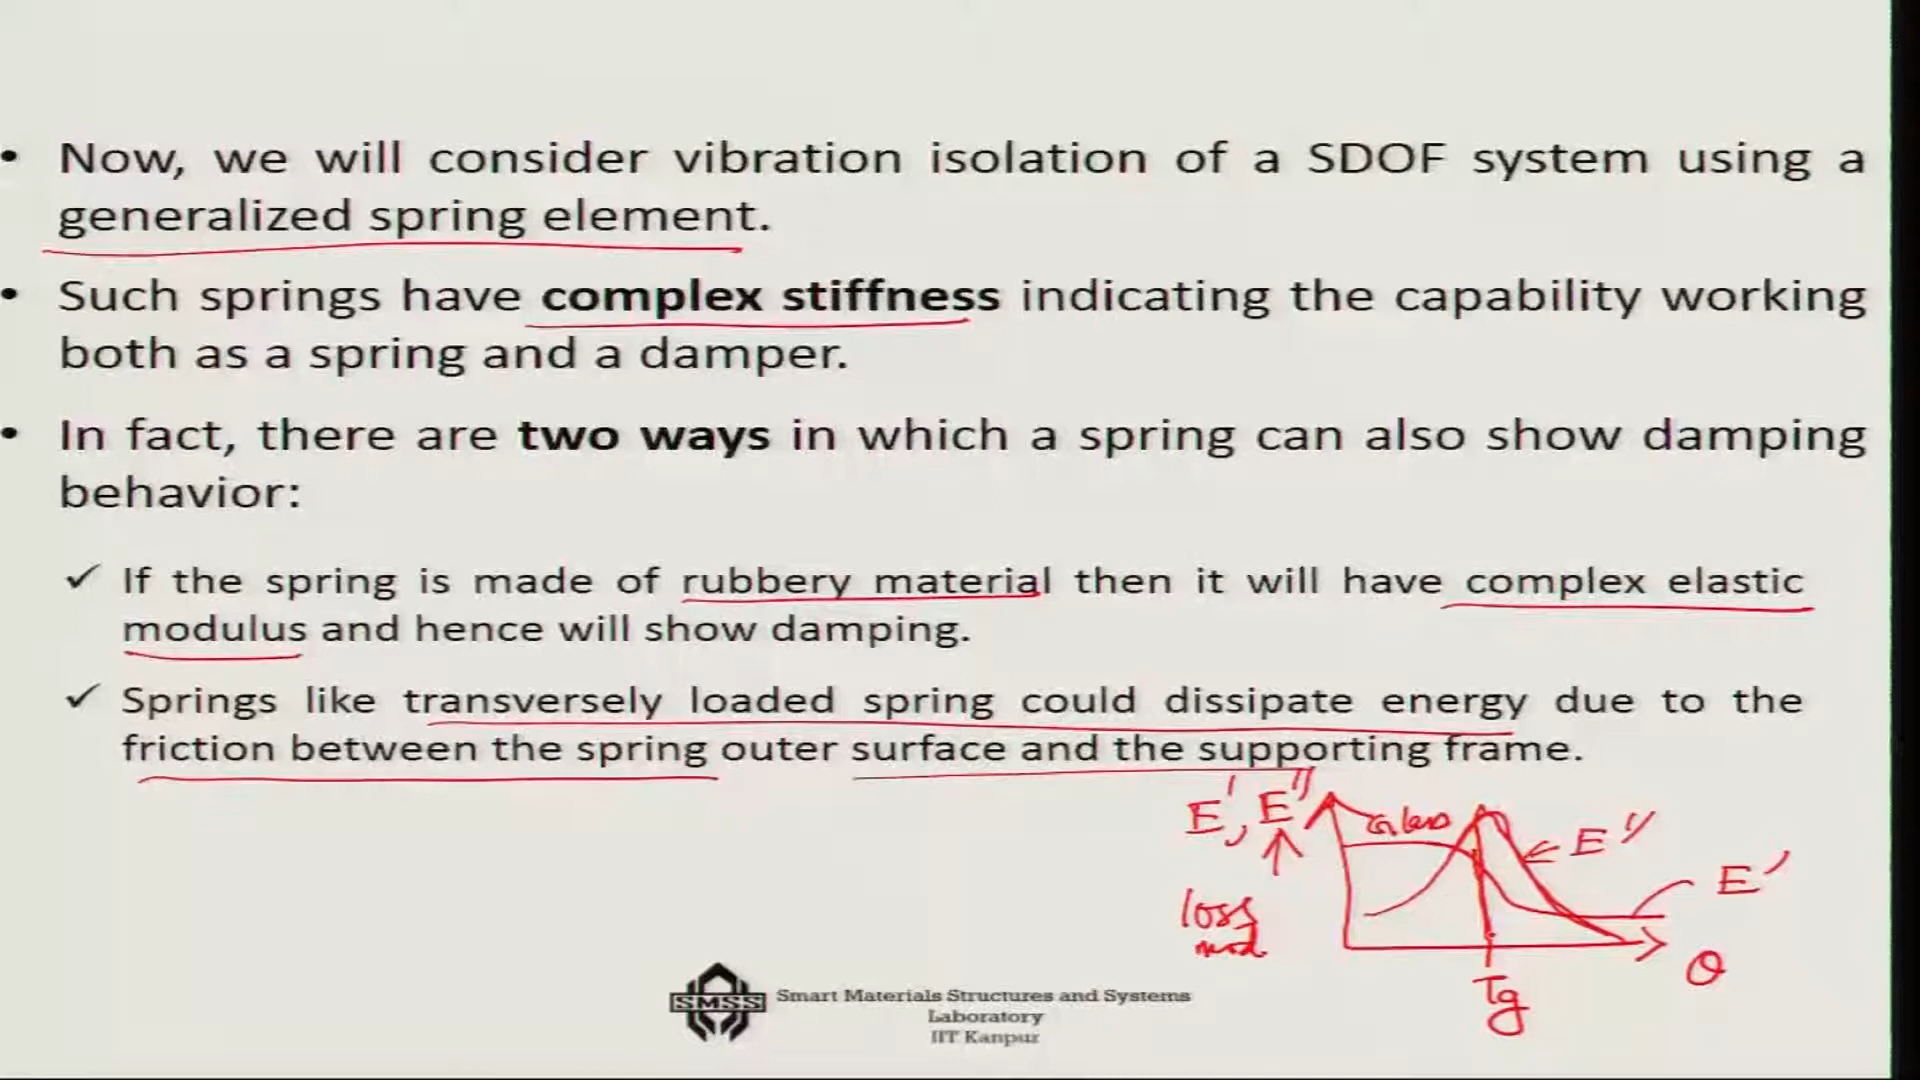 • Now, we will consider vibration isolation of a SDOF system using a
generalized spring element.
• Such springs have complex stiffness indicating the capability working
both as a spring and a damper.
• In fact, there are two ways in which a spring can also show damping
behavior:
✓ If the spring is made of rubbery material then it will have complex elastic
modulus and hence will show damping.
✓ Springs like transversely loaded spring could dissipate energy due to the
friction between the spring outer surface and the supporting frame.
E', E"
E"
E'
loss
mod.
θ
Tg
SMSS
Smart Materials Structures and Systems
Laboratory
IIT Kanpur